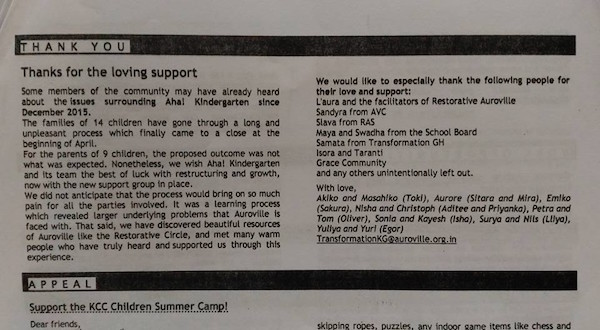 THANK YOU
Thanks for the loving support
Some members of the community may have already heard
about the issues surrounding Aha! Kindergarten since
December 2015.
The families of 14 children have gone through a long and
unpleasant process which finally came to a close at the
beginning of April.
For the parents of 9 children, the proposed outcome was not
what was expected. Nonetheless, we wish Aha! Kindergarten
and its team the best of luck with restructuring and growth,
now with the new support group in place.
We did not anticipate that the process would bring on so much
pain for all the parties involved. It was a learning process
which revealed larger underlying problems that Auroville is
faced with. That said, we have discovered beautiful resources
of Auroville like the Restorative Circle, and met many warm
people who have truly heard and supported us through this
experience.
We would like to especially thank the following people for
their love and support:
L'aura and the facilitators of Restorative Auroville
Sandyra from AVC
Slava from RAS
Maya and Swadha from the School Board
Samata from Transformation GH
Isora and Taranti
Grace Community
and any others unintentionally left out.
With love,
Akiko and Masahiko (Toki), Aurore (Sitara and Mira), Emiko
(Sakura), Nisha and Christoph (Aditee and Priyanka), Petra and
Tom (Oliver), Sonia and Kayesh (Isha), Surya and Nils (Lilya),
Yuliya and Yuri (Egor)
TransformationKG@auroville.org.in
APPEAL
Support the KCC Children Summer Camp!
Dear friends,
skipping ropes, puzzles, any indoor game items like chess and